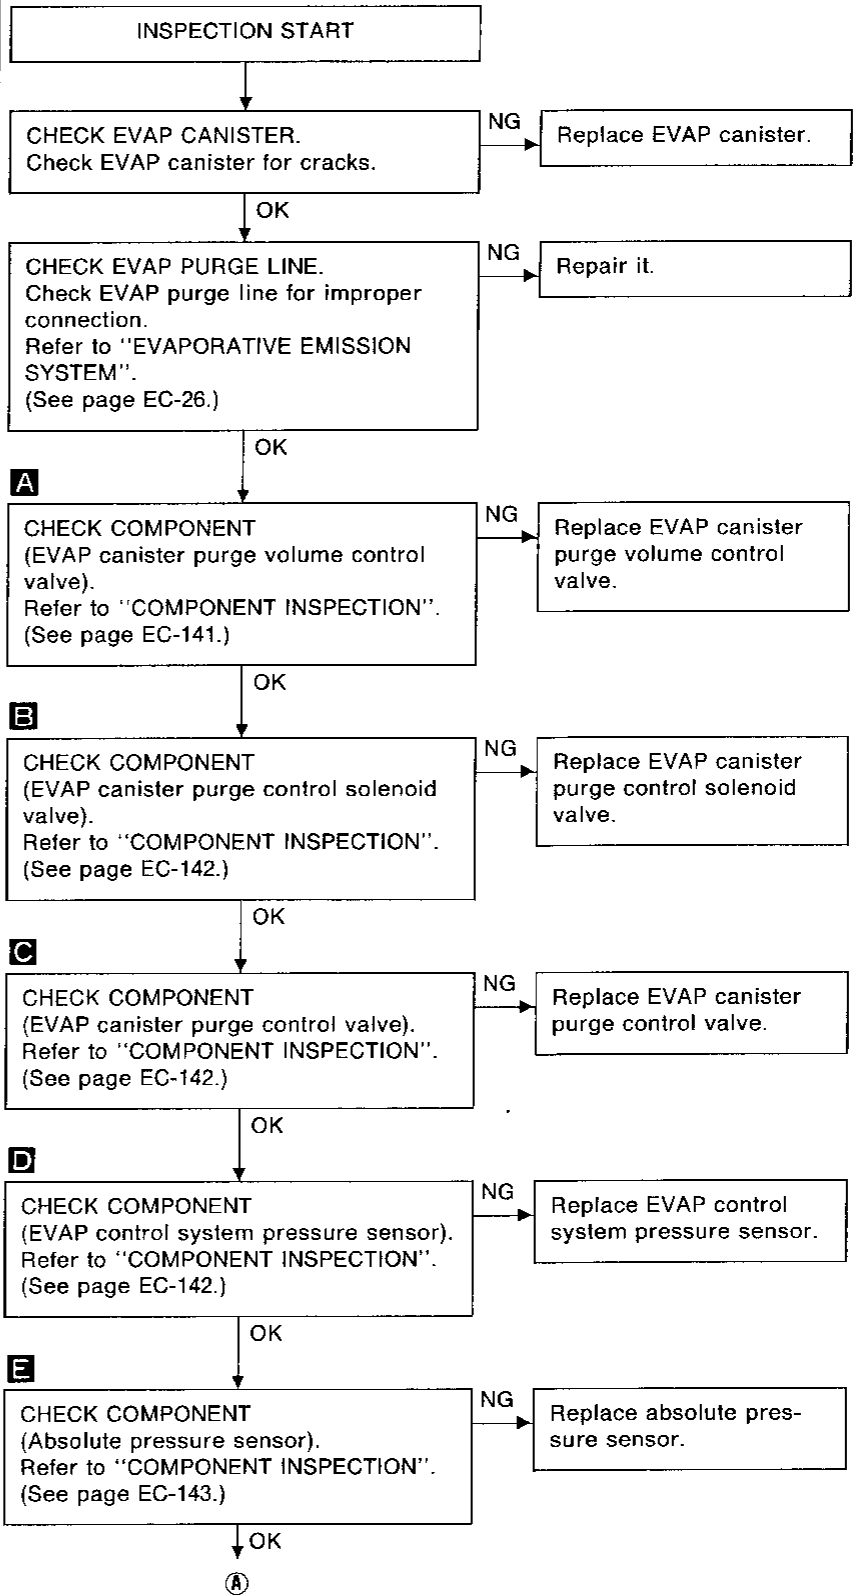 INSPECTION START
CHECK EVAP CANISTER.
Check EVAP canister for cracks.
NG
Replace EVAP canister.
OK
CHECK EVAP PURGE LINE.
Check EVAP purge line for improper
connection.
Refer to "EVAPORATIVE EMISSION
SYSTEM".
(See page EC-26.)
NG
Repair it.
OK
A
CHECK COMPONENT
(EVAP canister purge volume control
valve).
Refer to "COMPONENT INSPECTION".
(See page EC-141.)
NG
Replace EVAP canister
purge volume control
valve.
OK
B
CHECK COMPONENT
(EVAP canister purge control solenoid
valve).
Refer to "COMPONENT INSPECTION".
(See page EC-142.)
NG
Replace EVAP canister
purge control solenoid
valve.
OK
C
CHECK COMPONENT
(EVAP canister purge control valve).
Refer to "COMPONENT INSPECTION".
(See page EC-142.)
NG
Replace EVAP canister
purge control valve.
OK
D
CHECK COMPONENT
(EVAP control system pressure sensor).
Refer to "COMPONENT INSPECTION".
(See page EC-142.)
NG
Replace EVAP control
system pressure sensor.
OK
E
CHECK COMPONENT
(Absolute pressure sensor).
Refer to "COMPONENT INSPECTION".
(See page EC-143.)
NG
Replace absolute pres-
sure sensor.
OK
Ⓐ